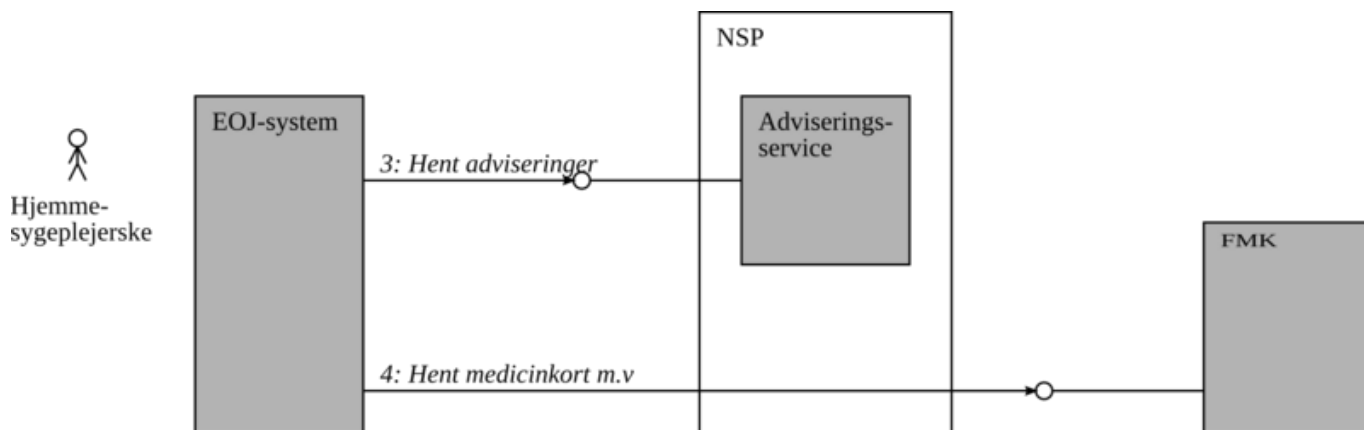 NSP
EOJ-system
Adviserings-
service
3: Hent adviseringer
Hjemme-
sygeplejerske
FMK
4: Hent medicinkort m.v